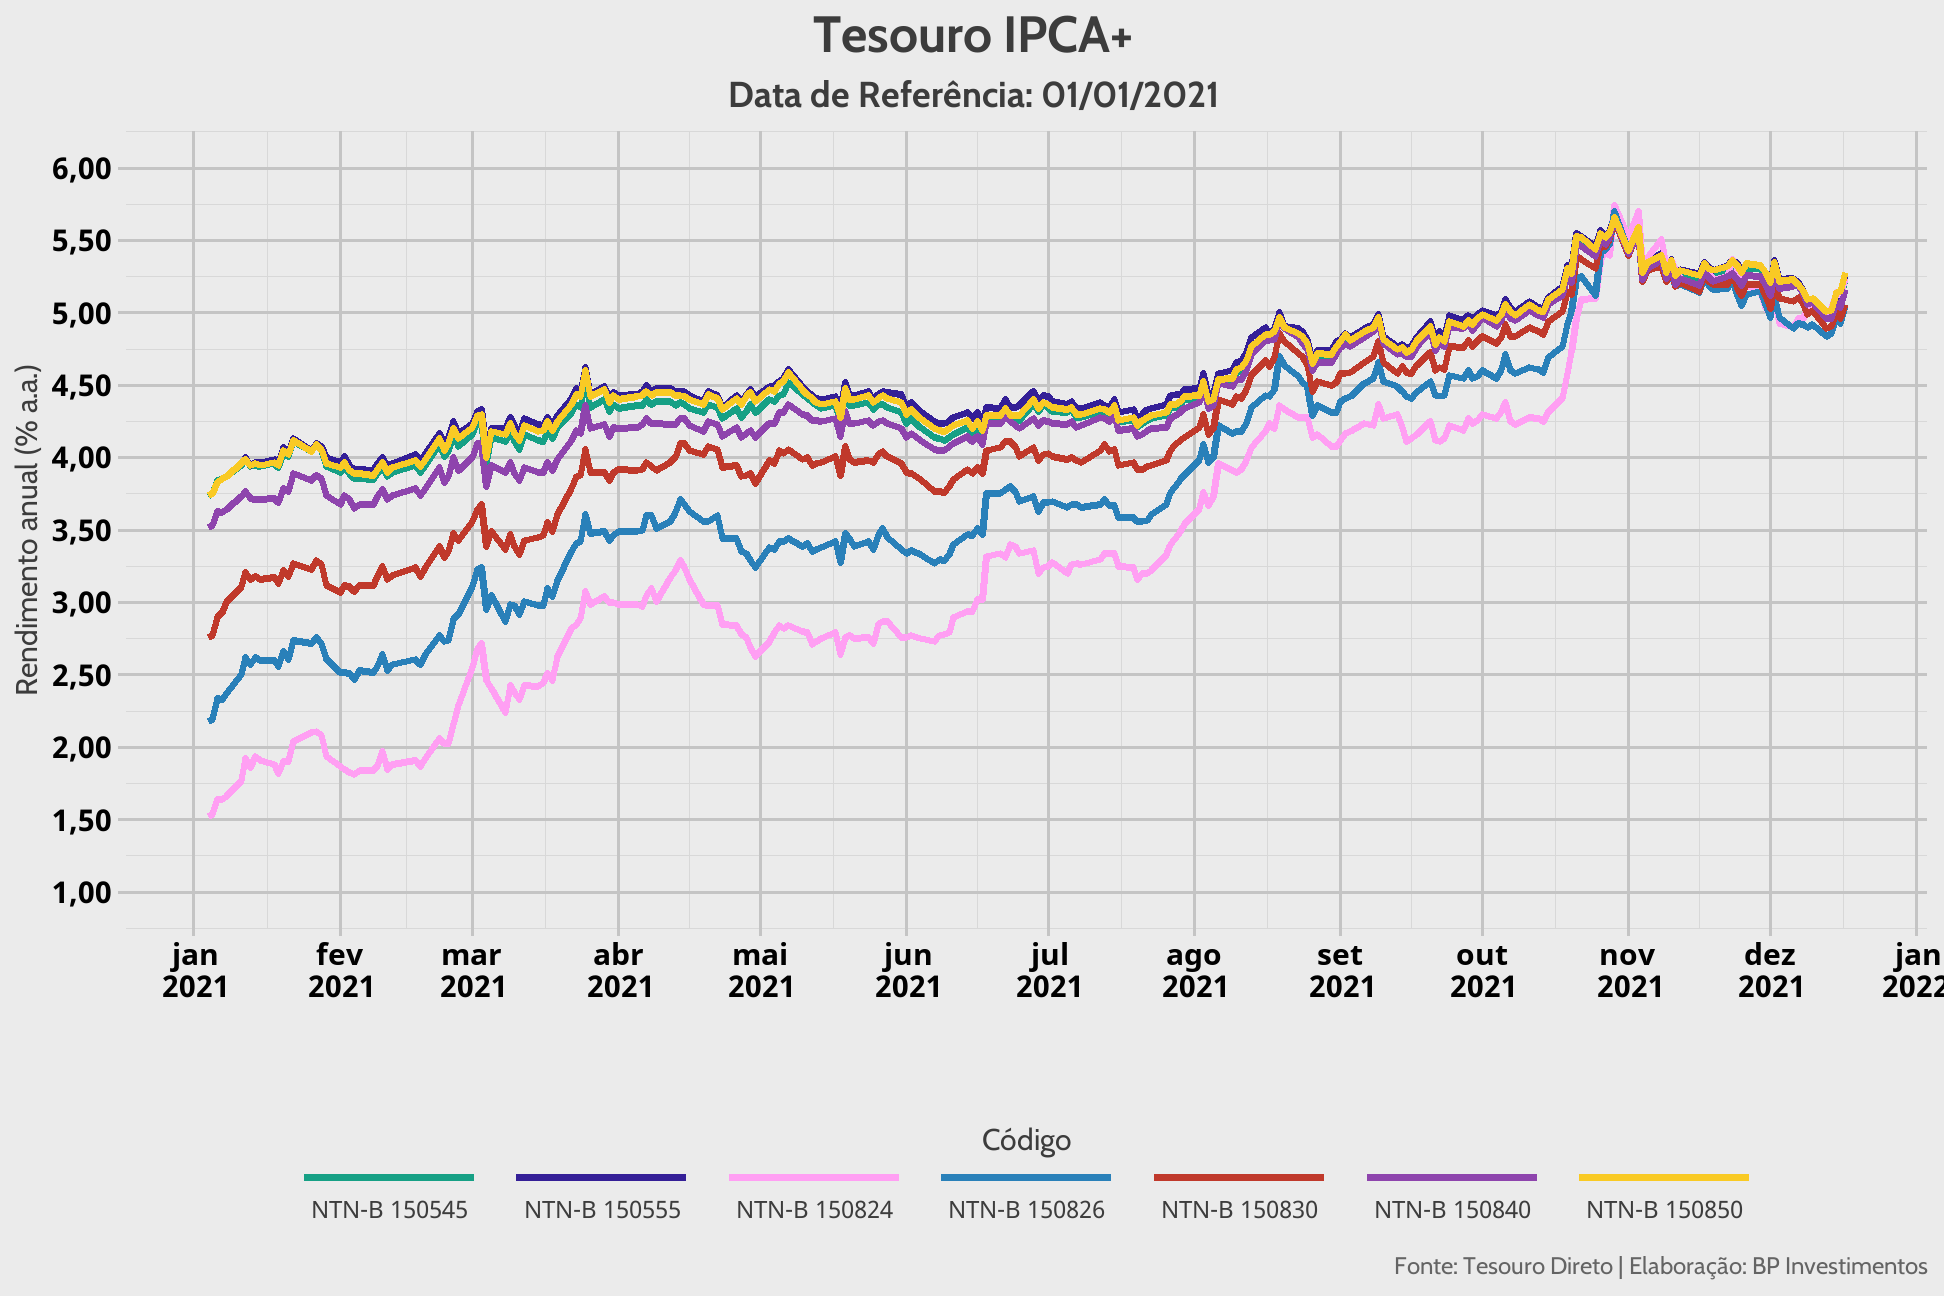 Tesouro IPCA+
Data de Referência: 01/01/2021
Rendimento anual (% a.a.)
6,00
5,50
5,00
4,50
4,00
3,50
3,00
2,50
2,00
1,50
1,00
jan fev mar abr mai jun jul ago set out nov dez jan
2021 2021 2021 2021 2021 2021 2021 2021 2021 2021 2021 2021 2022
Código
NTN-B 150545 NTN-B 150555 NTN-B 150824 NTN-B 150826 NTN-B 150830 NTN-B 150840 NTN-B 150850
Fonte: Tesouro Direto | Elaboração: BP Investimentos